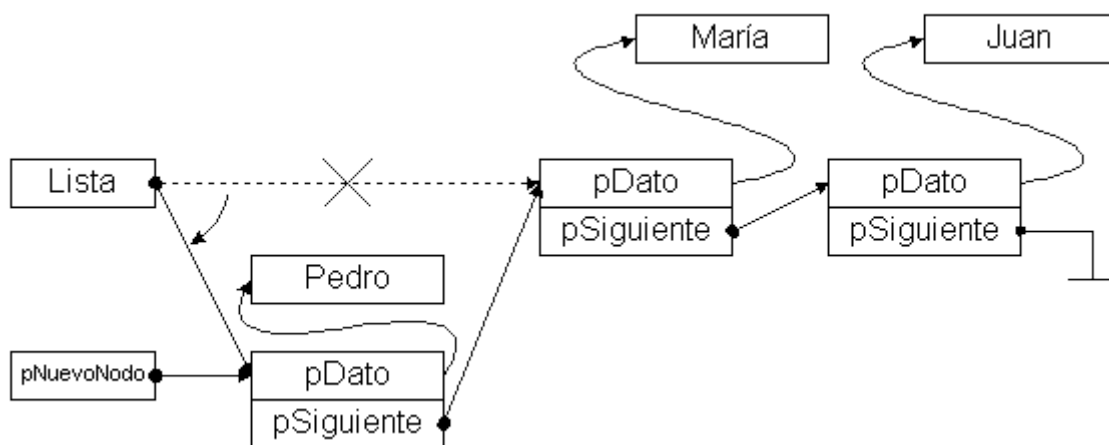 María
Juan
Lista
pDato
pDato
pSiguiente
pSiguiente
Pedro
pNuevoNodo
pDato
pSiguiente